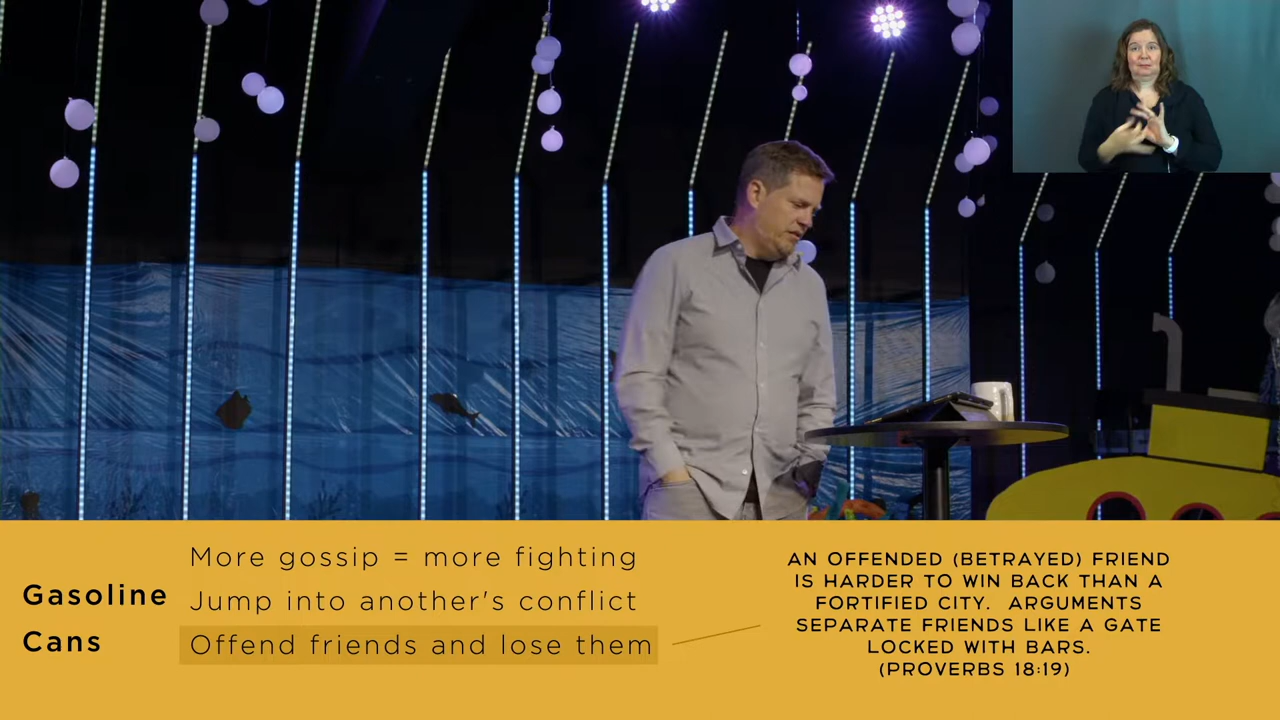 Gasoline
Cans
More gossip = more fighting
Jump into another's conflict
Offend friends and lose them
AN OFFENDED (BETRAYED) FRIEND
IS HARDER TO WIN BACK THAN A
FORTIFIED CITY. ARGUMENTS
SEPARATE FRIENDS LIKE A GATE
LOCKED WITH BARS.
(PROVERBS 18:19)